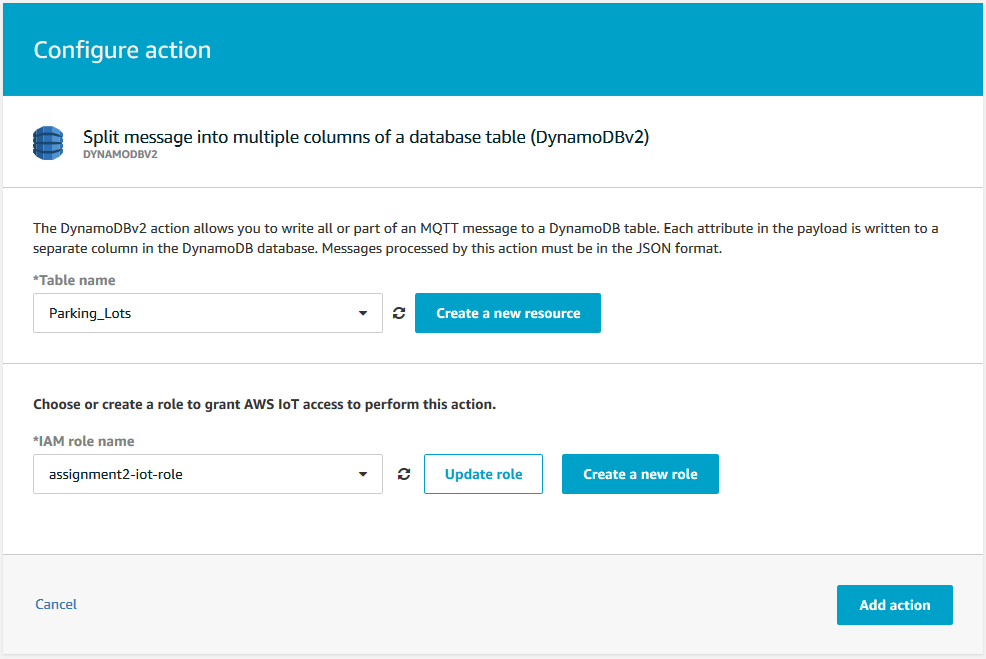 Configure action
Split message into multiple columns of a database table (DynamoDBv2)
DYNAMODBV2
The DynamoDBv2 action allows you to write all or part of an MQTT message to a DynamoDB table. Each attribute in the payload is written to a
separate column in the DynamoDB database. Messages processed by this action must be in the JSON format.
*Table name
Parking_Lots
Create a new resource
Choose or create a role to grant AWS IoT access to perform this action.
*IAM role name
assignment2-iot-role
Update role
Create a new role
Cancel
Add action